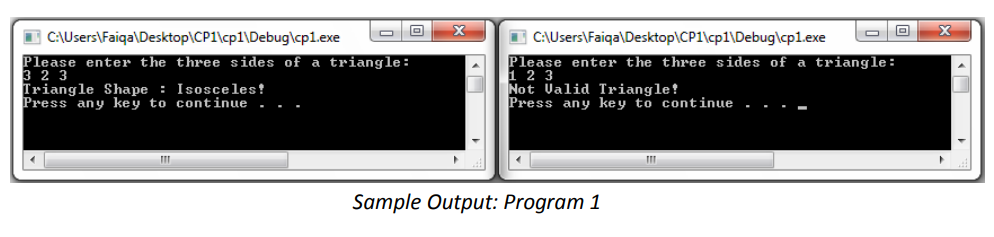 C:\Users\Faiqa\Desktop\CP1\cp1\Debug\cp1.exe
Please enter the three sides of a triangle:
3 2 3
Triangle Shape : Isosceles!
Press any key to continue . . .
C:\Users\Faiqa\Desktop\CP1\cp1\Debug\cp1.exe
Please enter the three sides of a triangle:
1 2 3
Not Valid Triangle!
Press any key to continue . . . _
Sample Output: Program 1